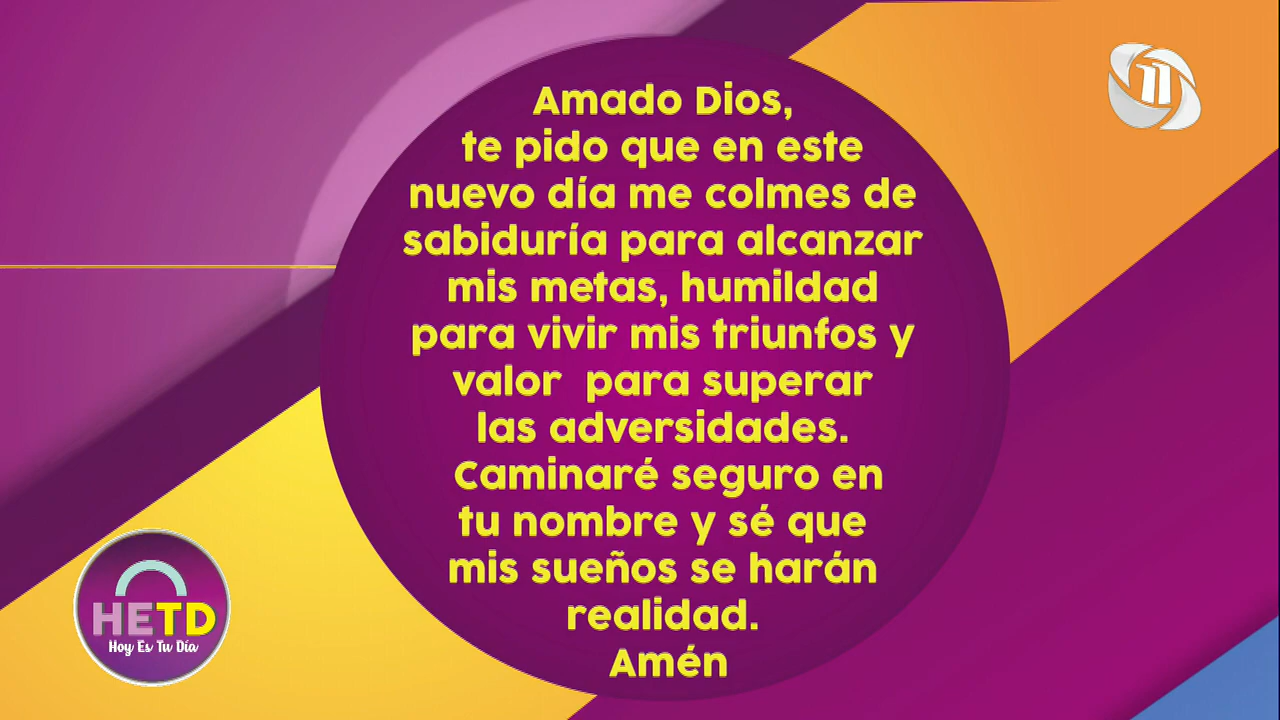 Amado Dios,
te pido que en este
nuevo día me colmes de
sabiduría para alcanzar
mis metas, humildad
para vivir mis triunfos y
valor para superar
las adversidades.
Caminaré seguro en
tu nombre y sé que
mis sueños se harán
realidad.
Amén
11
HETD
Hoy Es Tu Día